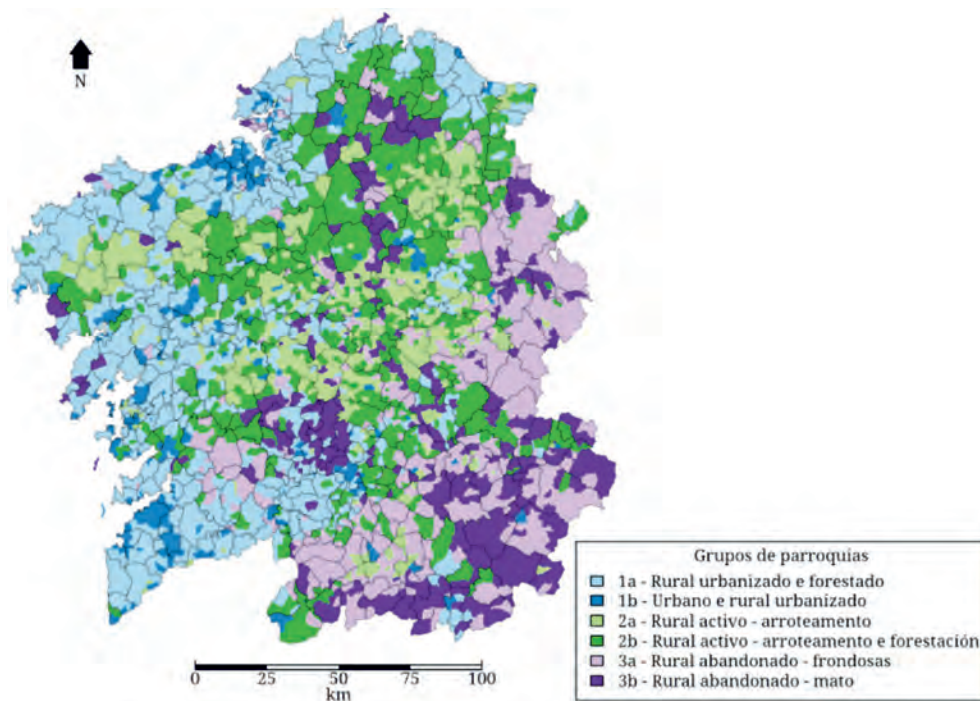 N
Grupos de parroquias
1a - Rural urbanizado e forestado
1b - Urbano e rural urbanizado
2a - Rural activo - arroteamento
2b - Rural activo - arroteamento e forestación
3a - Rural abandonado - frondosas
3b - Rural abandonado - mato
0 25 50 75 100
km